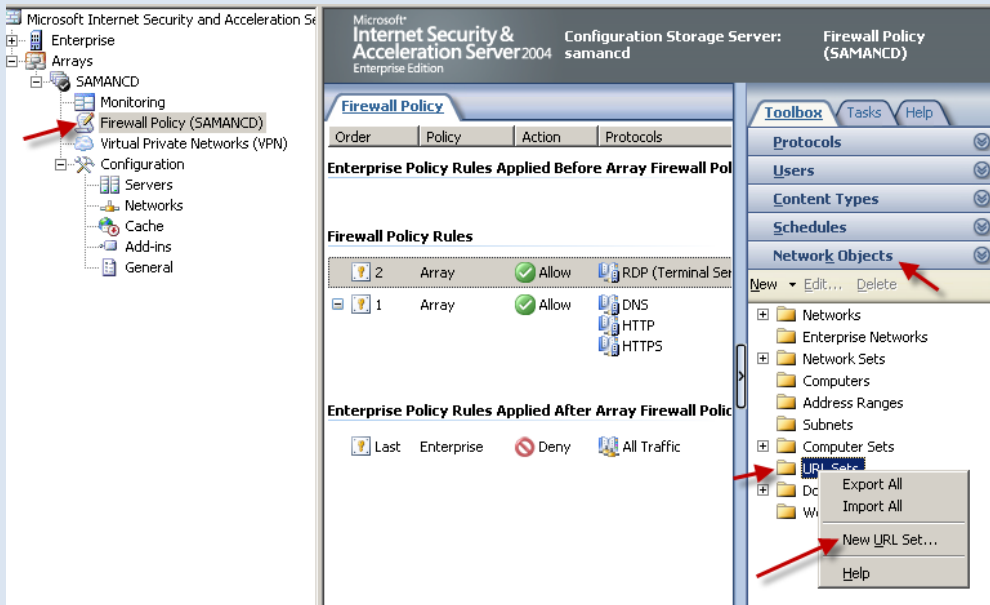 Microsoft Internet Security and Acceleration Se
Enterprise
Arrays
SAMANCD
Monitoring
Firewall Policy (SAMANCD)
Virtual Private Networks (VPN)
Configuration
Servers
Networks
Cache
Add-ins
General
Microsoft
Internet Security &
Acceleration Server 2004
Enterprise Edition
Configuration Storage Server:
samancd
Firewall Policy
(SAMANCD)
Firewall Policy
Order Policy Action Protocols
Enterprise Policy Rules Applied Before Array Firewall Pol
Firewall Policy Rules
2 Array Allow RDP (Terminal Ser
1 Array Allow DNS
HTTP
HTTPS
Enterprise Policy Rules Applied After Array Firewall Polic
Last Enterprise Deny All Traffic
Toolbox Tasks Help
Protocols
Users
Content Types
Schedules
Network Objects
New Edit... Delete
Networks
Enterprise Networks
Network Sets
Computers
Address Ranges
Subnets
Computer Sets
URL Sets
Do
W
Export All
Import All
New URL Set...
Help